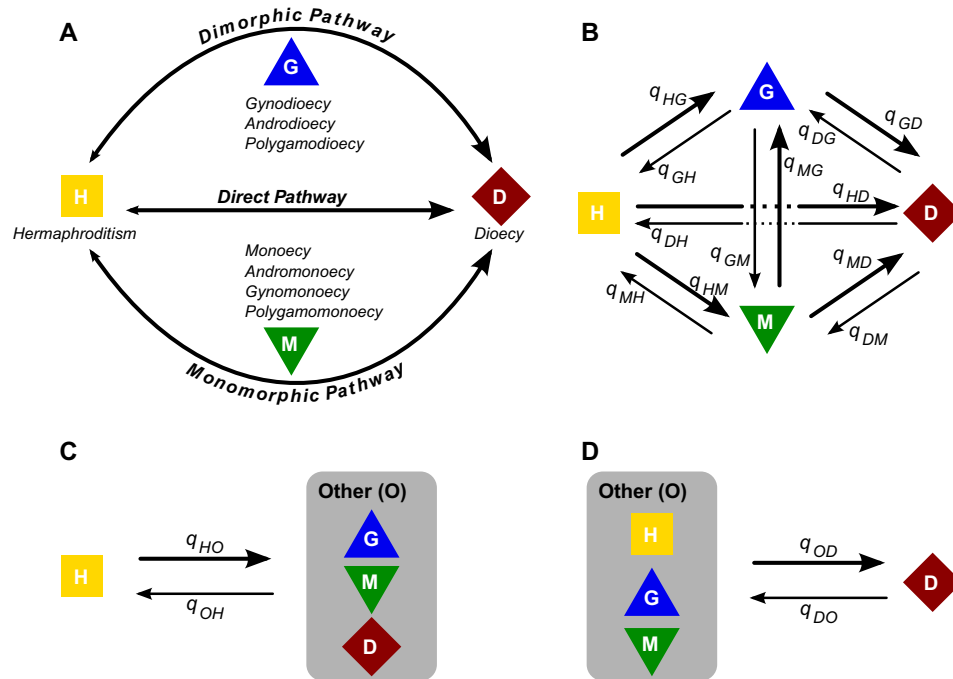 A
Dimorphic Pathway
G
Gynodioecy
Androdioecy
Polygamodioecy
H
Direct Pathway
D
Hermaphroditism
Dioecy
Monoecy
Andromonoecy
Gynomonoecy
Polygamomonoecy
M
Monomorphic Pathway
B
G
qHG
qGD
qDG
qGH
qMG
H
qHD
D
qDH
qGM
qMD
qMH
qHM
M
qDM
C
Other (O)
G
qHO
H
M
qOH
D
D
Other (O)
H
qOD
G
D
qDO
M